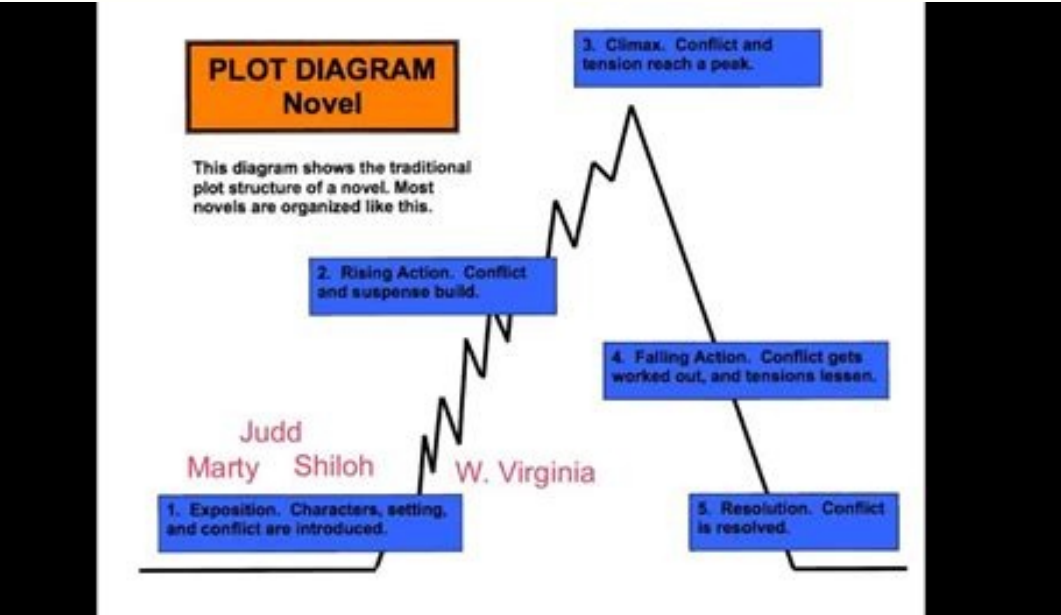 PLOT DIAGRAM
Novel
This diagram shows the traditional
plot structure of a novel. Most
novels are organized like this.
3. Climax. Conflict and
tension reach a peak.
2. Rising Action. Conflict
and suspense build.
4. Falling Action. Conflict gets
worked out, and tensions lessen.
Judd
Marty Shiloh
W. Virginia
1. Exposition. Characters, setting,
and conflict are introduced.
5. Resolution. Conflict
is resolved.